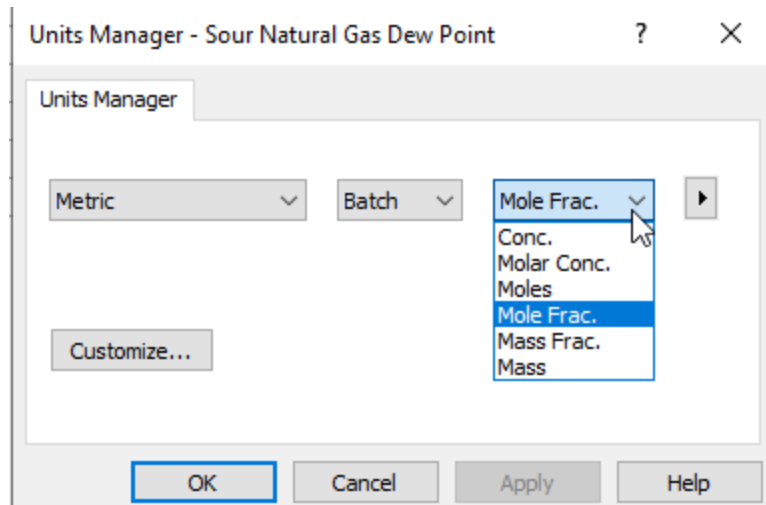 Units Manager - Sour Natural Gas Dew Point ?
Units Manager
Metric Batch Mole Frac.
Conc.
Molar Conc.
Moles
Mole Frac.
Mass Frac.
Mass
Customize...
OK Cancel Apply Help